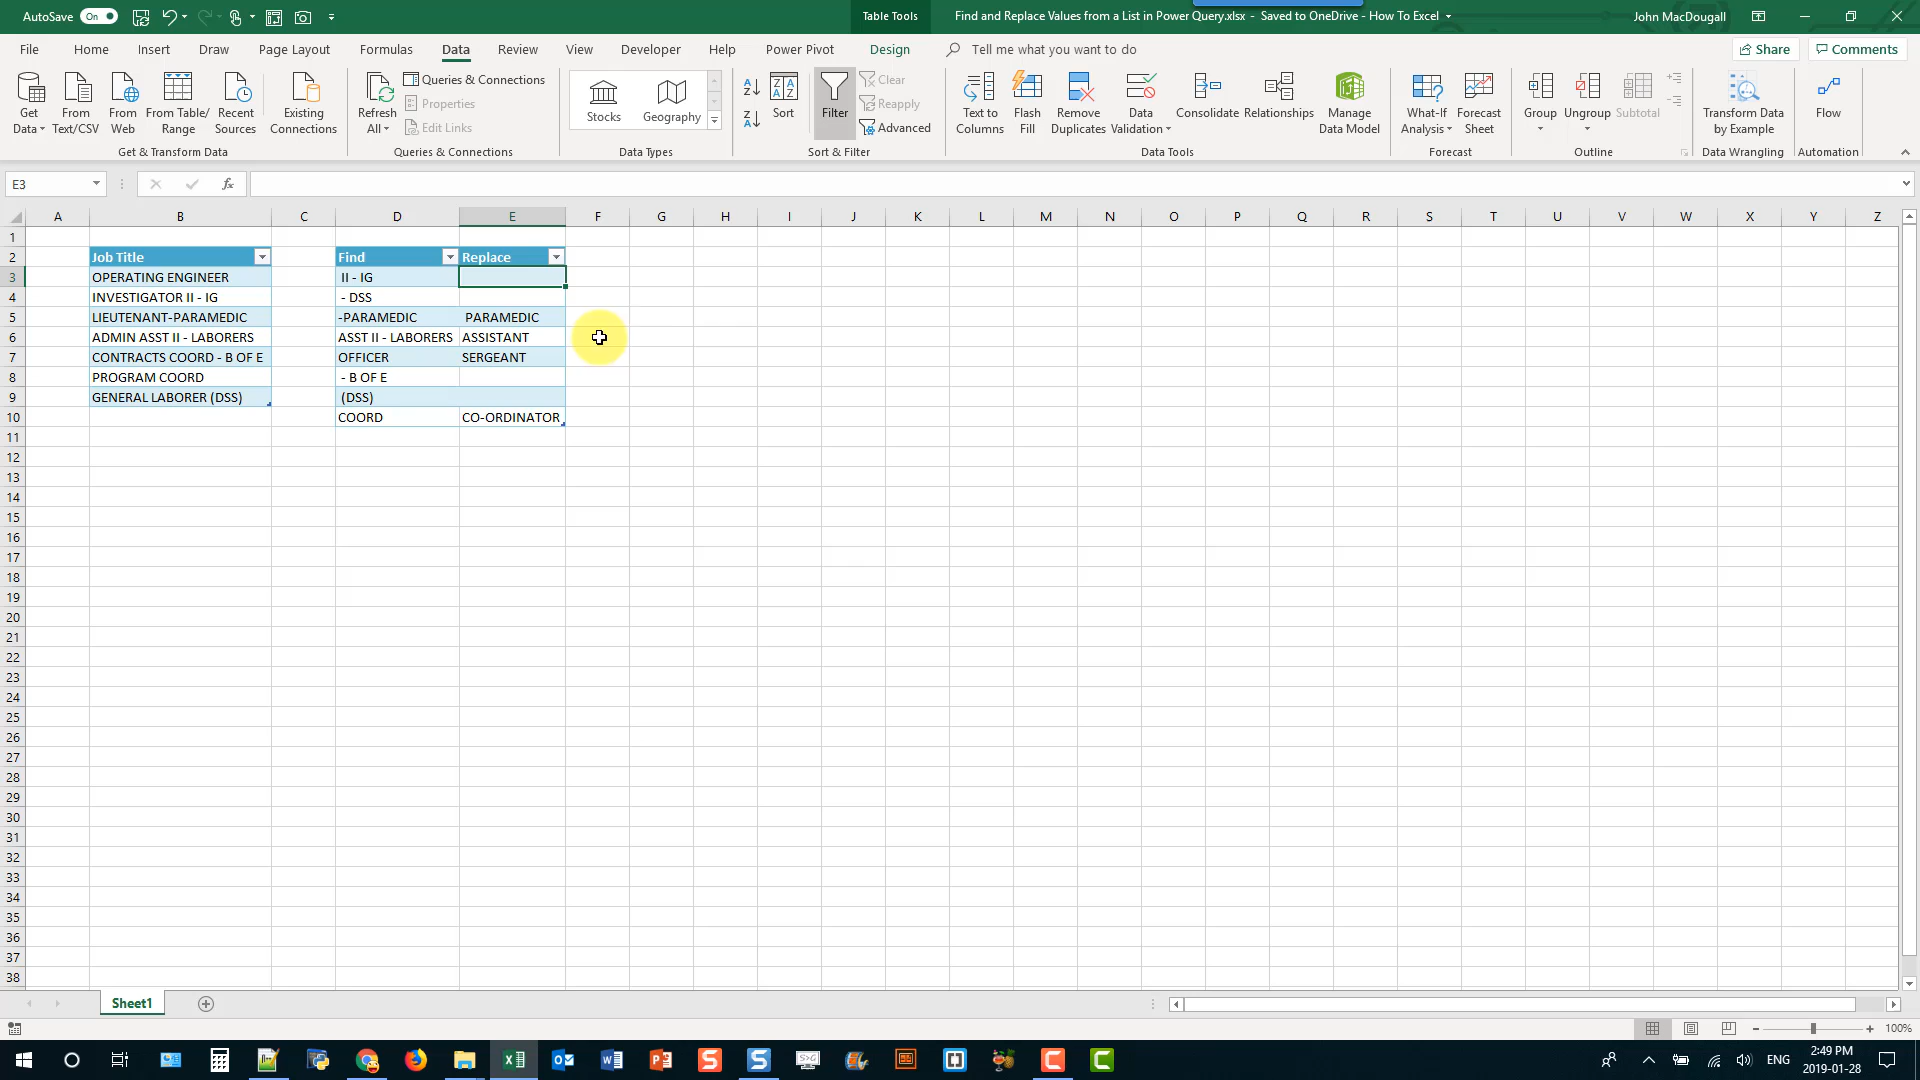 AutoSave On Table Tools Find and Replace Values from a List in Power Query.xlsx - Saved to OneDrive - How To Excel John MacDougall
File Home Insert Draw Page Layout Formulas Data Review View Developer Help Power Pivot Design Tell me what you want to do Share Comments
Get Data
From Text/CSV
From Web
From Table/ Range
Recent Sources
Existing Connections
Get & Transform Data
Refresh All
Queries & Connections
Properties
Edit Links
Queries & Connections
Stocks
Geography
Data Types
Sort
Filter
Clear
Reapply
Advanced
Sort & Filter
Text to Columns
Flash Fill
Remove Duplicates
Data Validation
Consolidate
Relationships
Manage Data Model
Data Tools
What-If Analysis
Forecast Sheet
Forecast
Group
Ungroup
Subtotal
Outline
Transform Data by Example
Data Wrangling
Flow
Automation
E3 fx
A B C D E F G H I J K L M N O P Q R S T U V W X Y Z
1
2 Job Title Find Replace
3 OPERATING ENGINEER II - IG
4 INVESTIGATOR II - IG - DSS
5 LIEUTENANT-PARAMEDIC -PARAMEDIC PARAMEDIC
6 ADMIN ASST II - LABORERS ASST II - LABORERS ASSISTANT
7 CONTRACTS COORD - B OF E OFFICER SERGEANT
8 PROGRAM COORD - B OF E
9 GENERAL LABORER (DSS) (DSS)
10 COORD CO-ORDINATOR
11
12
13
14
15
16
17
18
19
20
21
22
23
24
25
26
27
28
29
30
31
32
33
34
35
36
37
38
Sheet1
100%
ENG 2:49 PM
2019-01-28